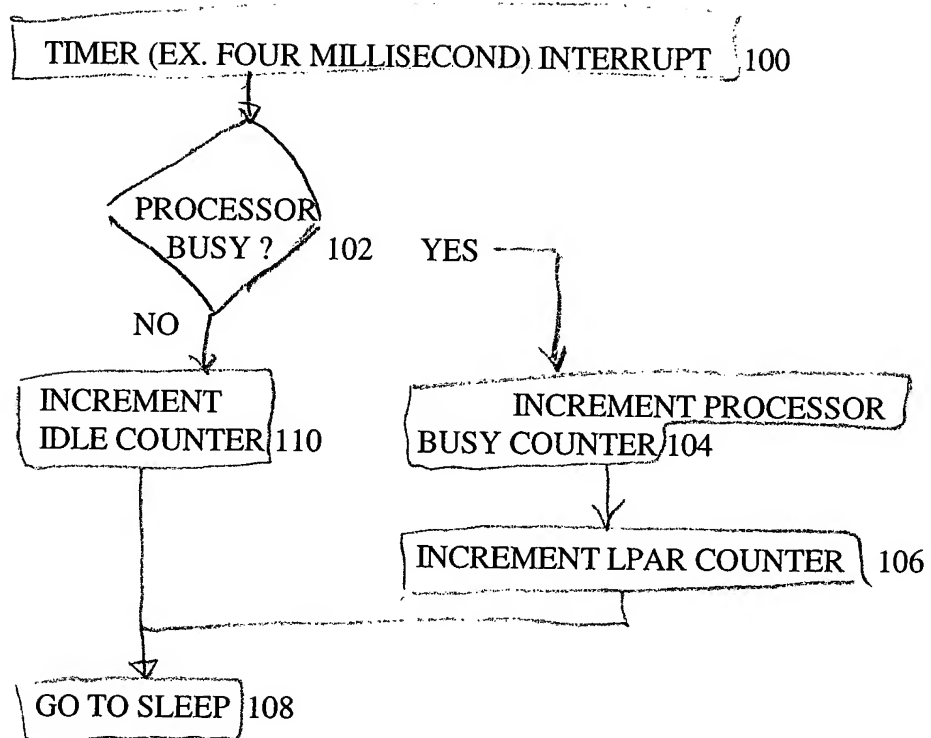 TIMER (EX. FOUR MILLISECOND) INTERRUPT 100
PROCESSOR
BUSY ? 102 YES
NO
INCREMENT
IDLE COUNTER 110
INCREMENT PROCESSOR
BUSY COUNTER 104
INCREMENT LPAR COUNTER 106
GO TO SLEEP 108